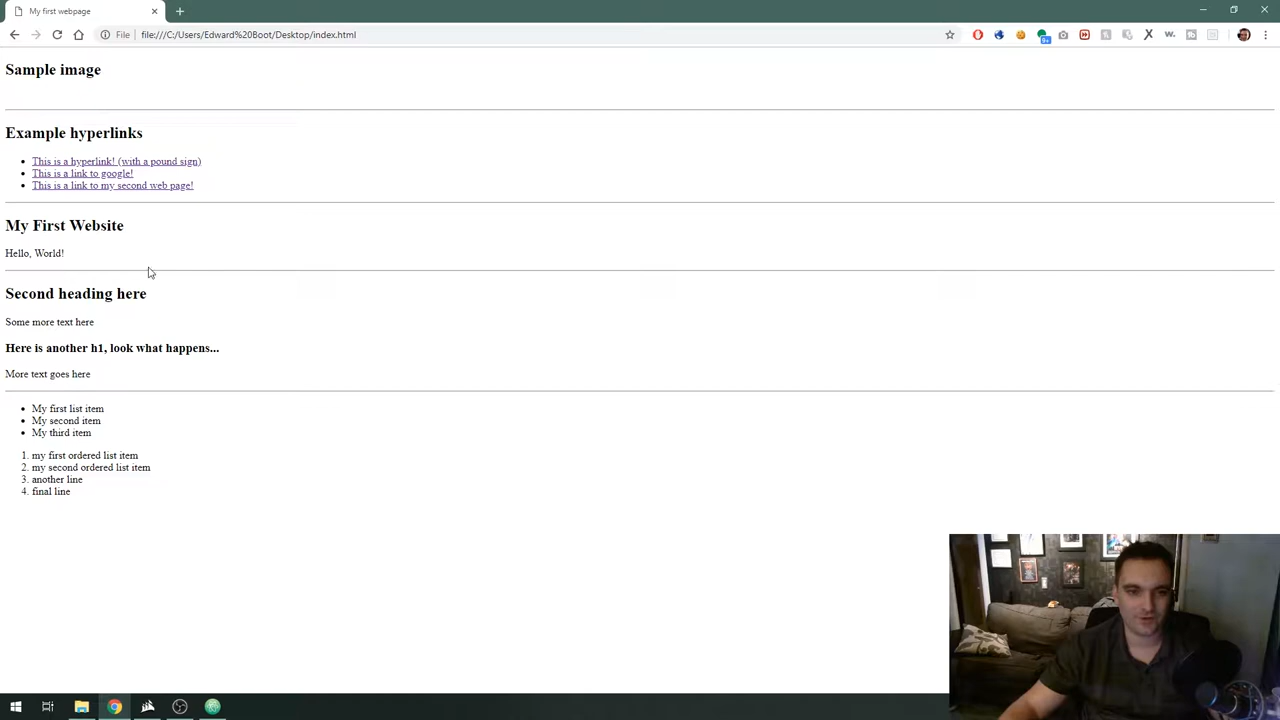 My first webpage
File
file:///C:/Users/Edward%20Boot/Desktop/index.html
Sample image
Example hyperlinks
This is a hyperlink! (with a pound sign)
This is a link to google!
This is a link to my second web page!
My First Website
Hello, World!
Second heading here
Some more text here
Here is another h1, look what happens...
More text goes here
My first list item
My second item
My third item
1. my first ordered list item
2. my second ordered list item
3. another line
4. final line